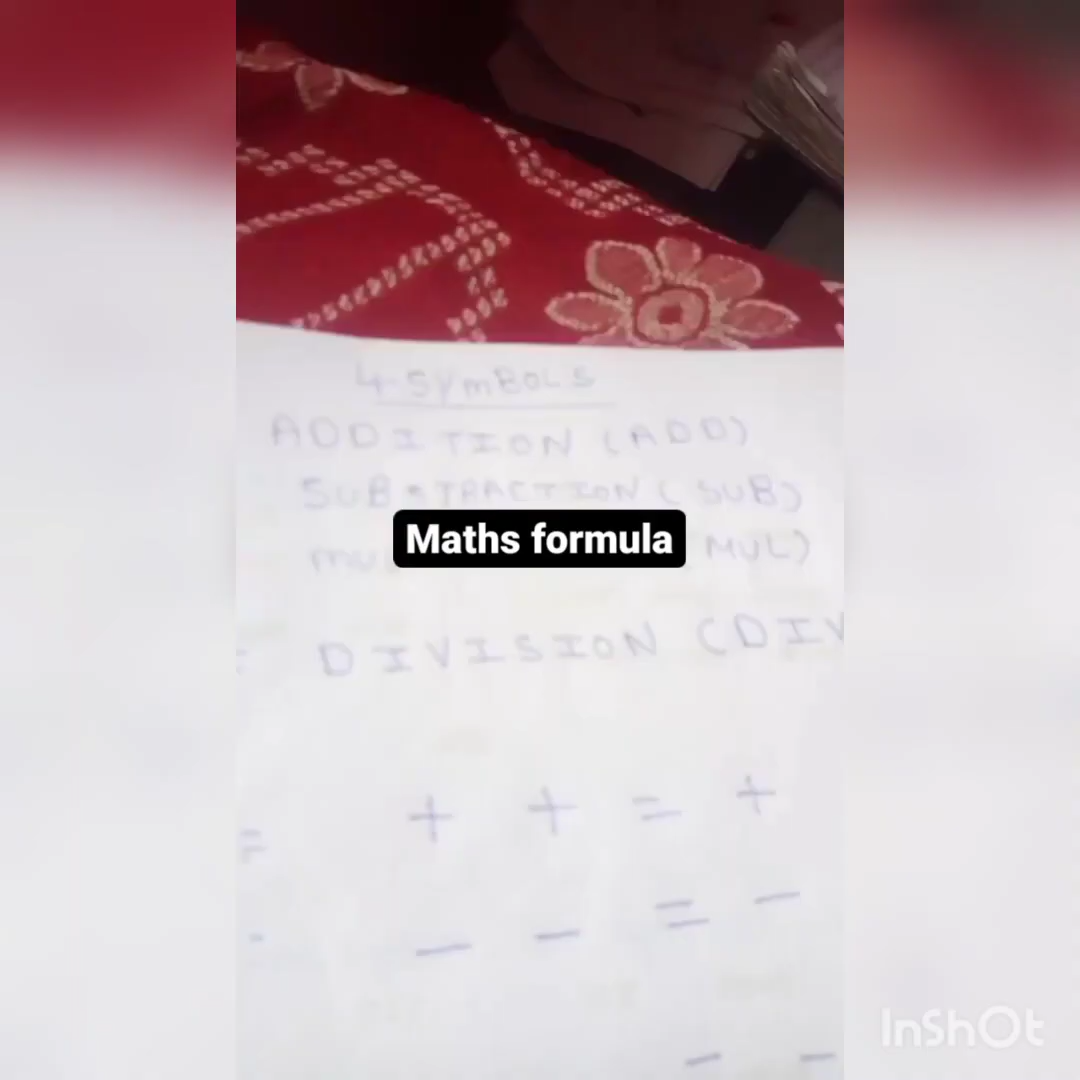 4 SYMBOLS
ADDITION (ADD)
SUBTRACTION (SUB)
MUL)
Maths formula
= DIVISION (DIV
= + + = +
- - - = -
- -
InShOt